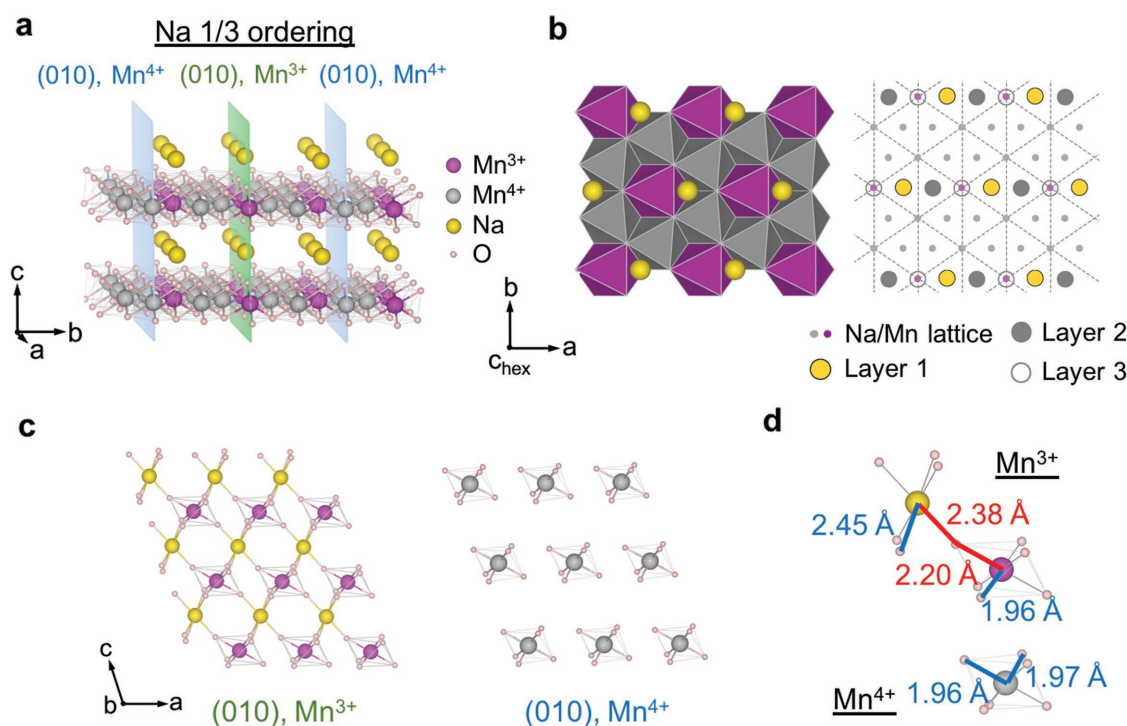 a
Na 1/3 ordering
(010), Mn4+ (010), Mn3+ (010), Mn4+
Mn3+
Mn4+
Na
O
c
b
a
b
b
a
chex
Na/Mn lattice
Layer 1
Layer 2
Layer 3
c
c
b
a
(010), Mn3+
(010), Mn4+
d
Mn3+
2.45 Å
2.38 Å
2.20 Å
1.96 Å
1.96 Å
1.97 Å
Mn4+